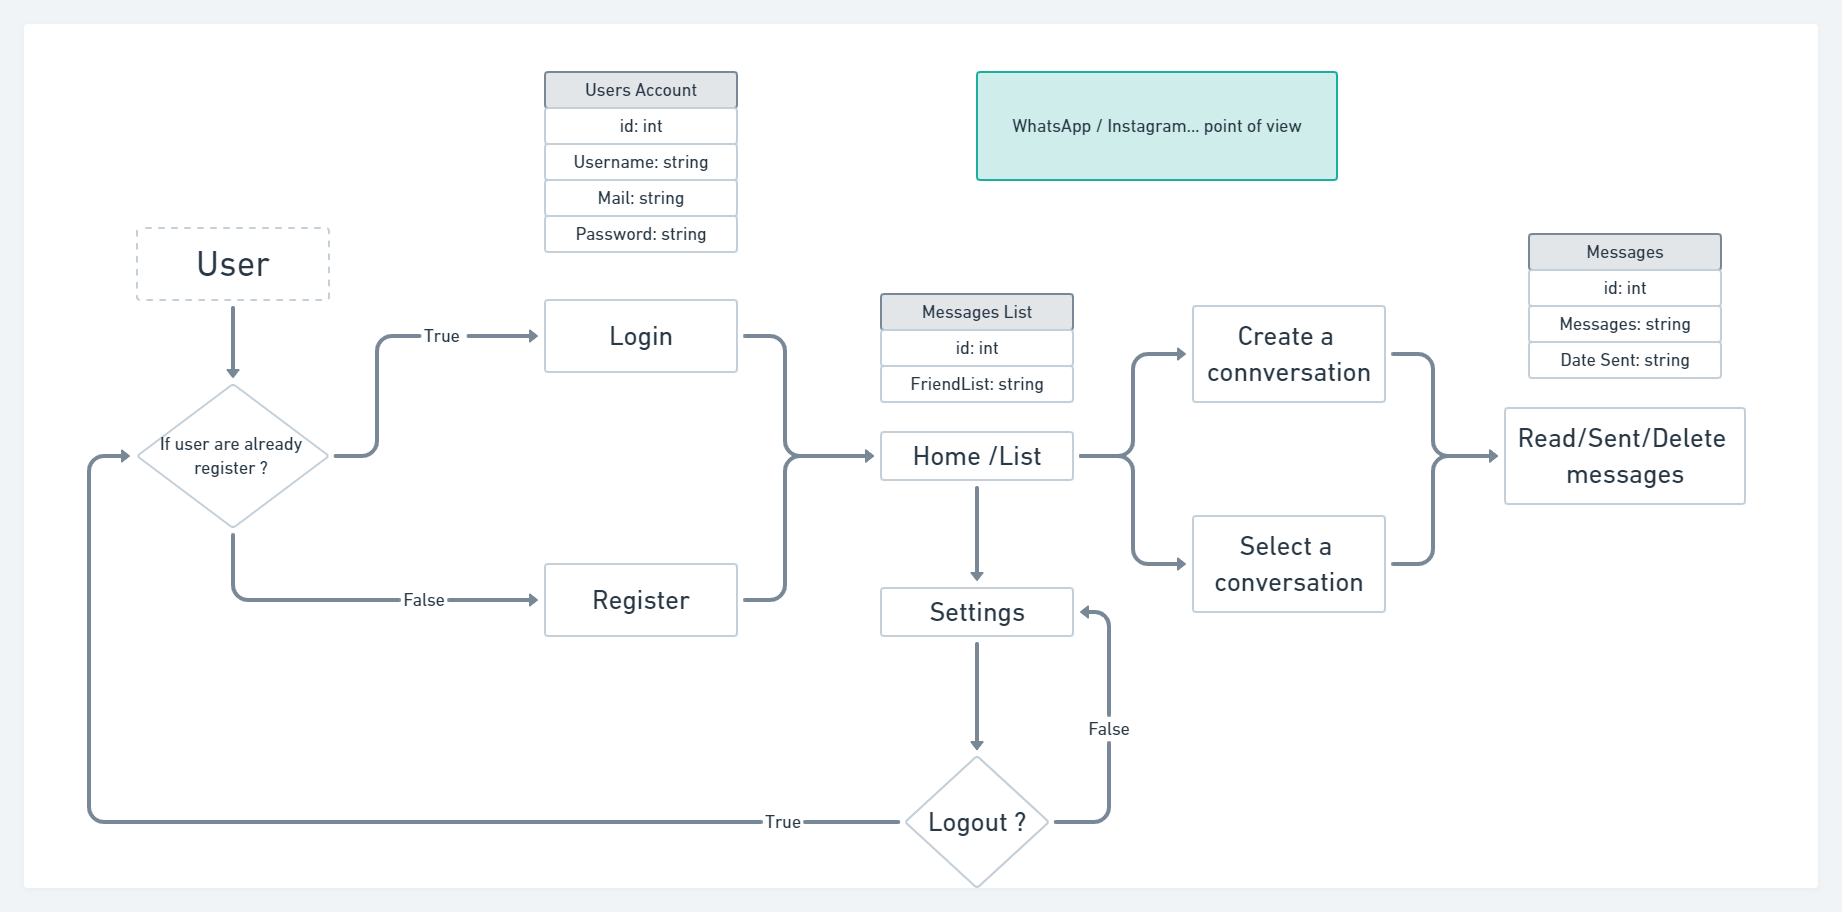 Users Account
id: int
Username: string
Mail: string
Password: string
WhatsApp / Instagram... point of view
User
Messages
id: int
Messages: string
Date Sent: string
Messages List
id: int
FriendList: string
True
Login
Create a
connversation
If user are already
register ?
Home /List
Read/Sent/Delete
messages
False
Register
Settings
Select a
conversation
False
True
Logout ?